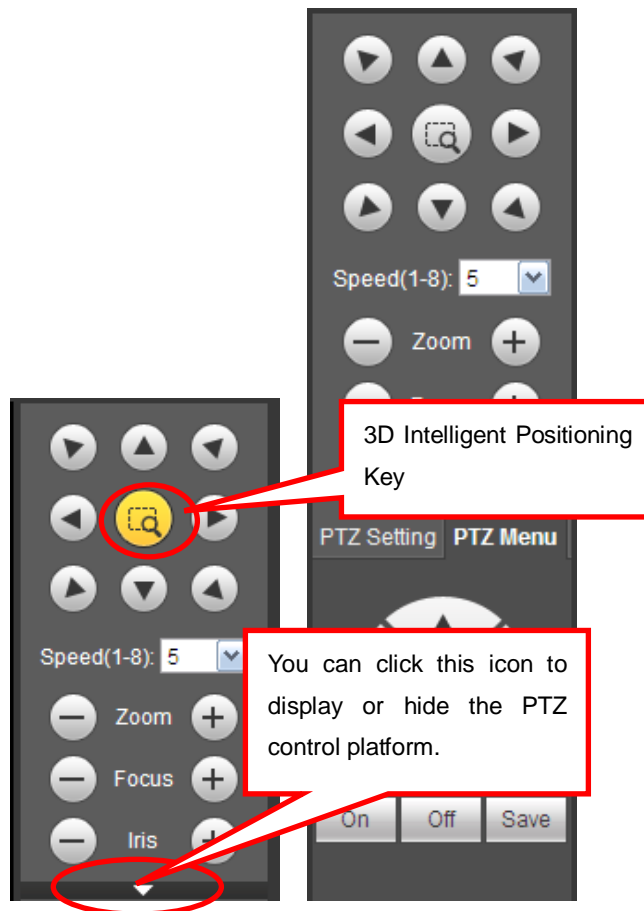 Speed(1-8): 5
Zoom
3D Intelligent Positioning
Key
PTZ Setting PTZ Menu
Speed(1-8): 5
Zoom
Focus
Iris
You can click this icon to
display or hide the PTZ
control platform.
On Off Save